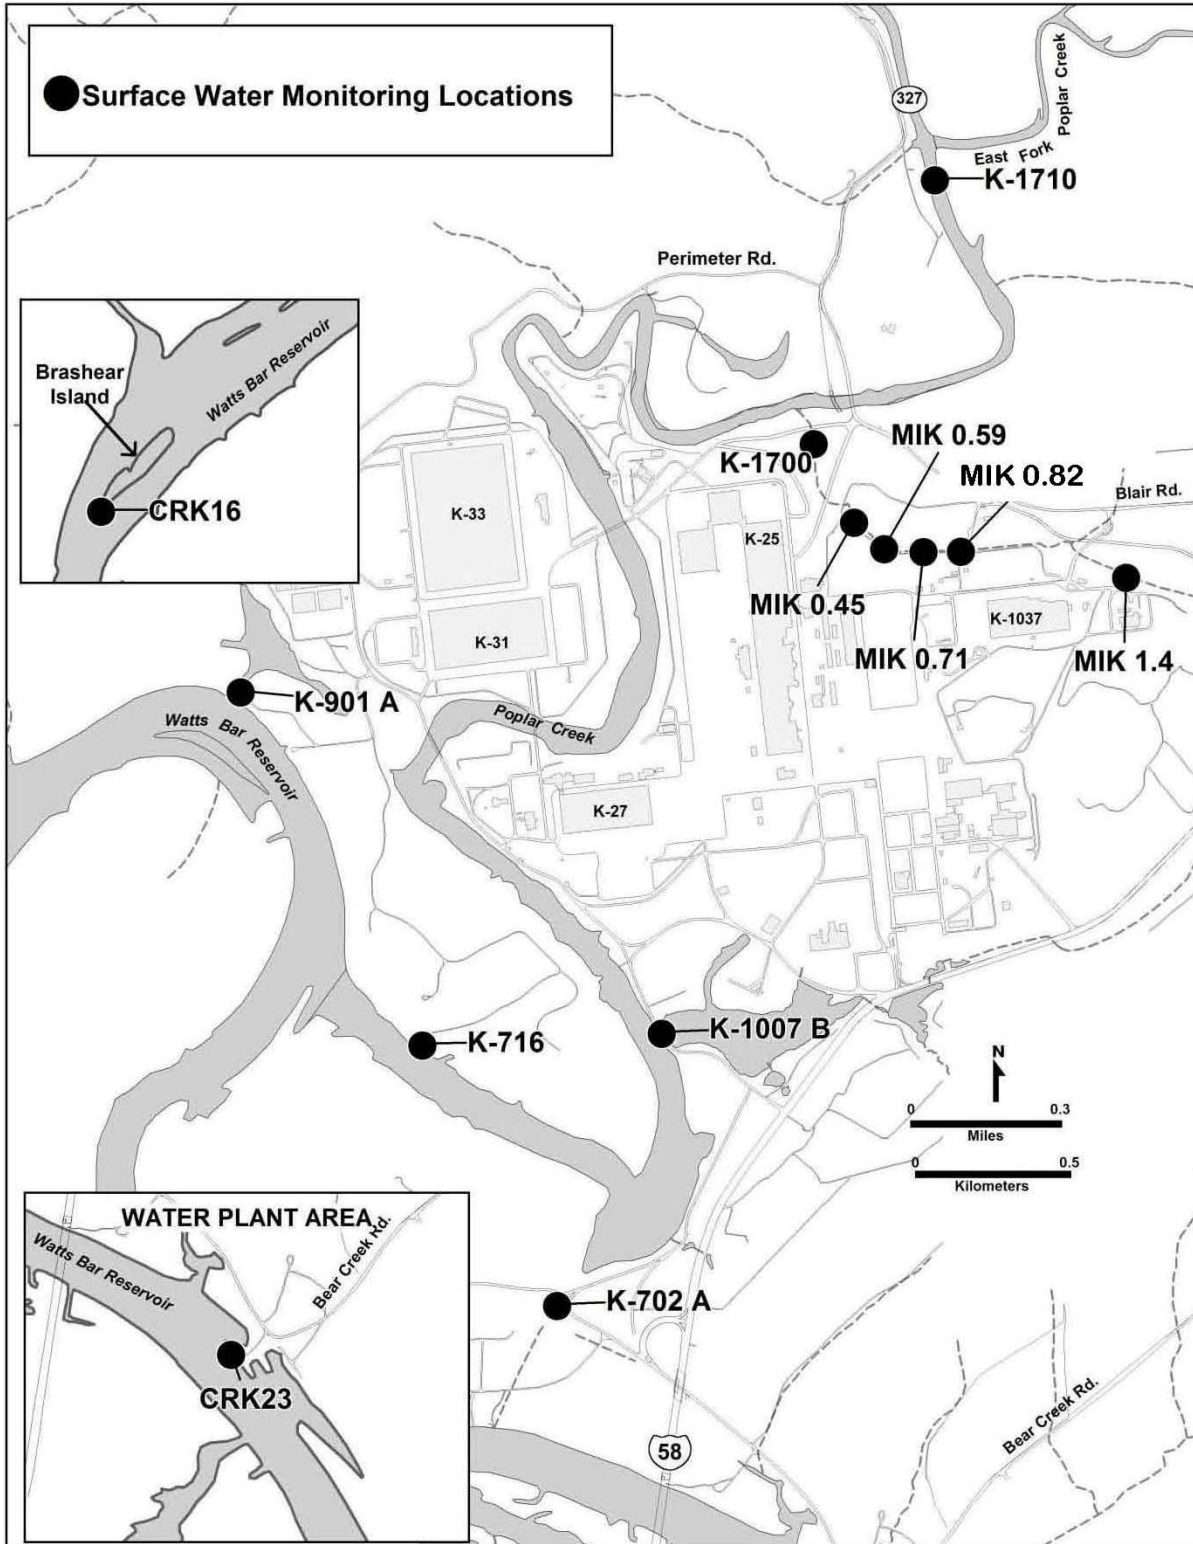 Surface Water Monitoring Locations
327
East Fork Poplar Creek
K-1710
Perimeter Rd.
Brashear
Island
Watts Bar Reservoir
CRK16
K-1700
MIK 0.59
MIK 0.82
Blair Rd.
K-33
K-25
MIK 0.45
MIK 0.71
K-1037
MIK 1.4
K-31
K-901 A
Watts Bar Reservoir
Poplar Creek
K-27
K-716
K-1007 B
N
0 0.3
Miles
0 0.5
Kilometers
WATER PLANT AREA
Watts Bar Reservoir
Bear Creek Rd.
CRK23
K-702 A
58
Bear Creek Rd.